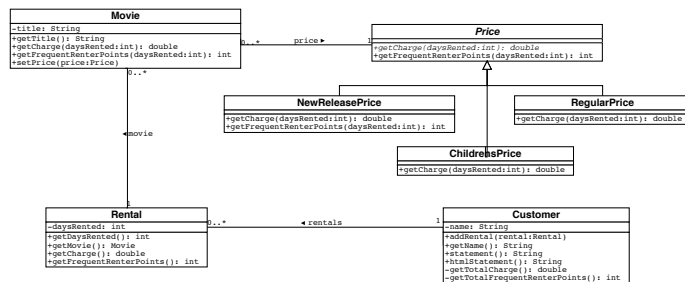 Movie
-title: String
+getTitle(): String
+getCharge(daysRented:int): double
+getFrequentRenterPoints(daysRented:int): int
+setPrice(price:Price)
0..*
price ►
1
Price
+getCharge(daysRented:int): double
+getFrequentRenterPoints(daysRented:int): int
0..*
NewReleasePrice
+getCharge(daysRented:int): double
+getFrequentRenterPoints(daysRented:int): int
RegularPrice
+getCharge(daysRented:int): double
◄movie
ChildrensPrice
+getCharge(daysRented:int): double
1
Rental
-daysRented: int
+getDaysRented(): int
+getMovie(): Movie
+getCharge(): double
+getFrequentRenterPoints(): int
0..*
◄ rentals
1
Customer
-name: String
+addRental(rental:Rental)
+getName(): String
+statement(): String
+htmlStatement(): String
-getTotalCharge(): double
-getTotalFrequentRenterPoints(): int